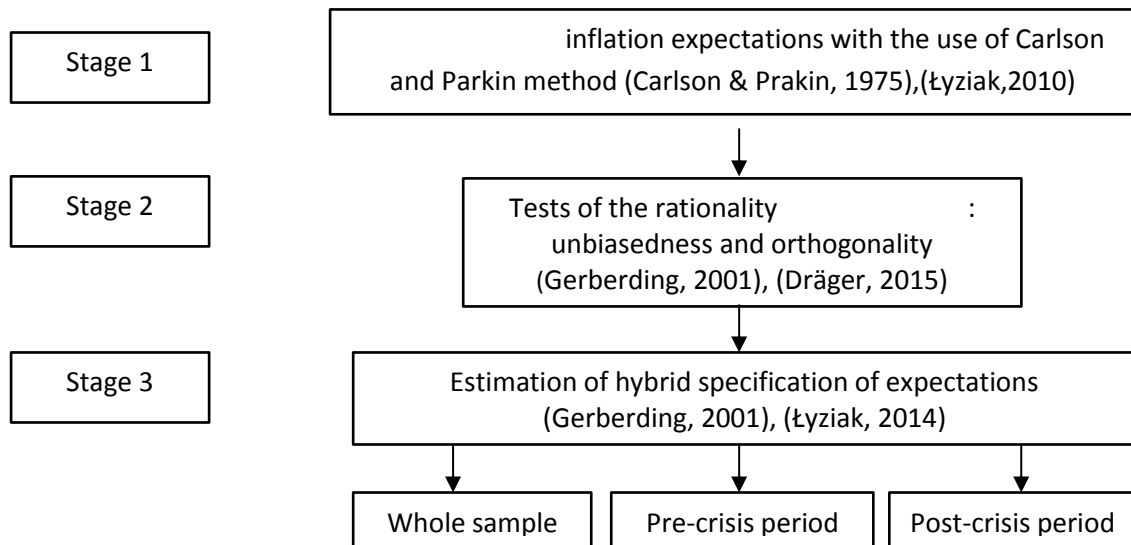 Stage 1
inflation expectations with the use of Carlson
and Parkin method (Carlson & Prakin, 1975),(Łyziak,2010)
Stage 2
Tests of the rationality :
unbiasedness and orthogonality
(Gerberding, 2001), (Dräger, 2015)
Stage 3
Estimation of hybrid specification of expectations
(Gerberding, 2001), (Łyziak, 2014)
Whole sample
Pre-crisis period
Post-crisis period